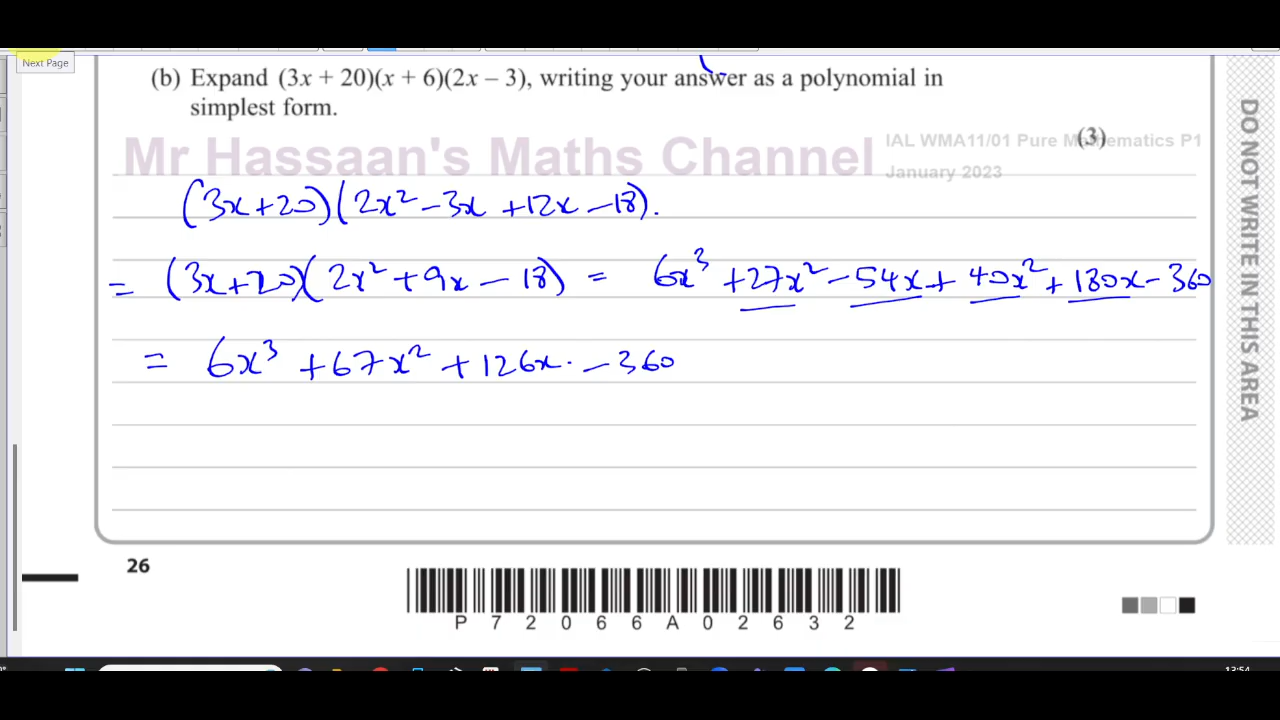 Next Page
(b) Expand (3x + 20)(x + 6)(2x – 3), writing your answer as a polynomial in
simplest form.
(3)
Mr Hassaan's Maths Channel
IAL WMA11/01 Pure Mathematics P1
January 2023
(3x+20)(2x² -3x +12x -18).
= (3x+20)(2x² +9x -18) = 6x³ +27x² -54x + 40x² +180x -360
= 6x³ +67x² +126x. -360
DO NOT WRITE IN THIS AREA
26
P72066A02632
13:54